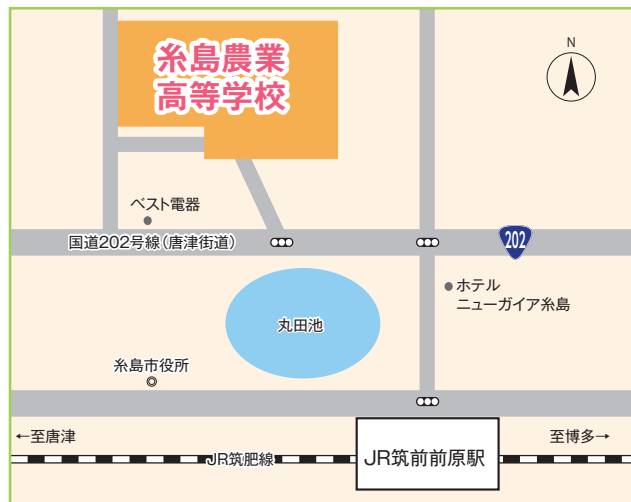 糸島農業
高等学校
N
ベスト電器
国道202号線(唐津街道)
202
ホテル
ニューガイア糸島
丸田池
糸島市役所
←至唐津
至博多→
JR筑肥線
JR筑前前原駅